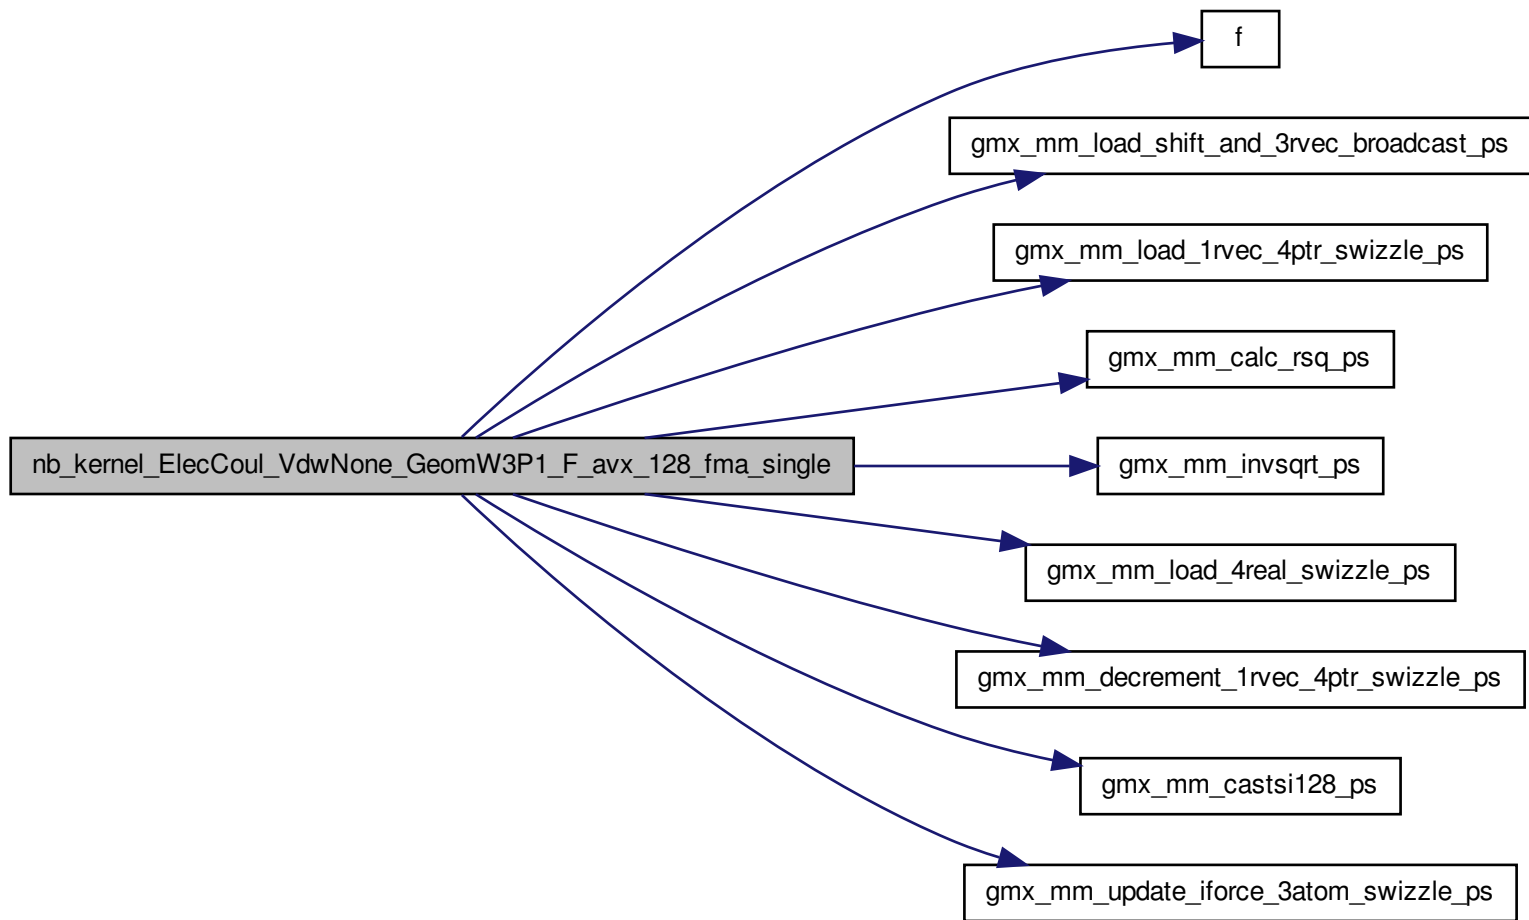 f
gmx_mm_load_shift_and_3rvec_broadcast_ps
gmx_mm_load_1rvec_4ptr_swizzle_ps
gmx_mm_calc_rsq_ps
nb_kernel_ElecCoul_VdwNone_GeomW3P1_F_avx_128_fma_single
gmx_mm_invsqrt_ps
gmx_mm_load_4real_swizzle_ps
gmx_mm_decrement_1rvec_4ptr_swizzle_ps
gmx_mm_castsi128_ps
gmx_mm_update_iforce_3atom_swizzle_ps